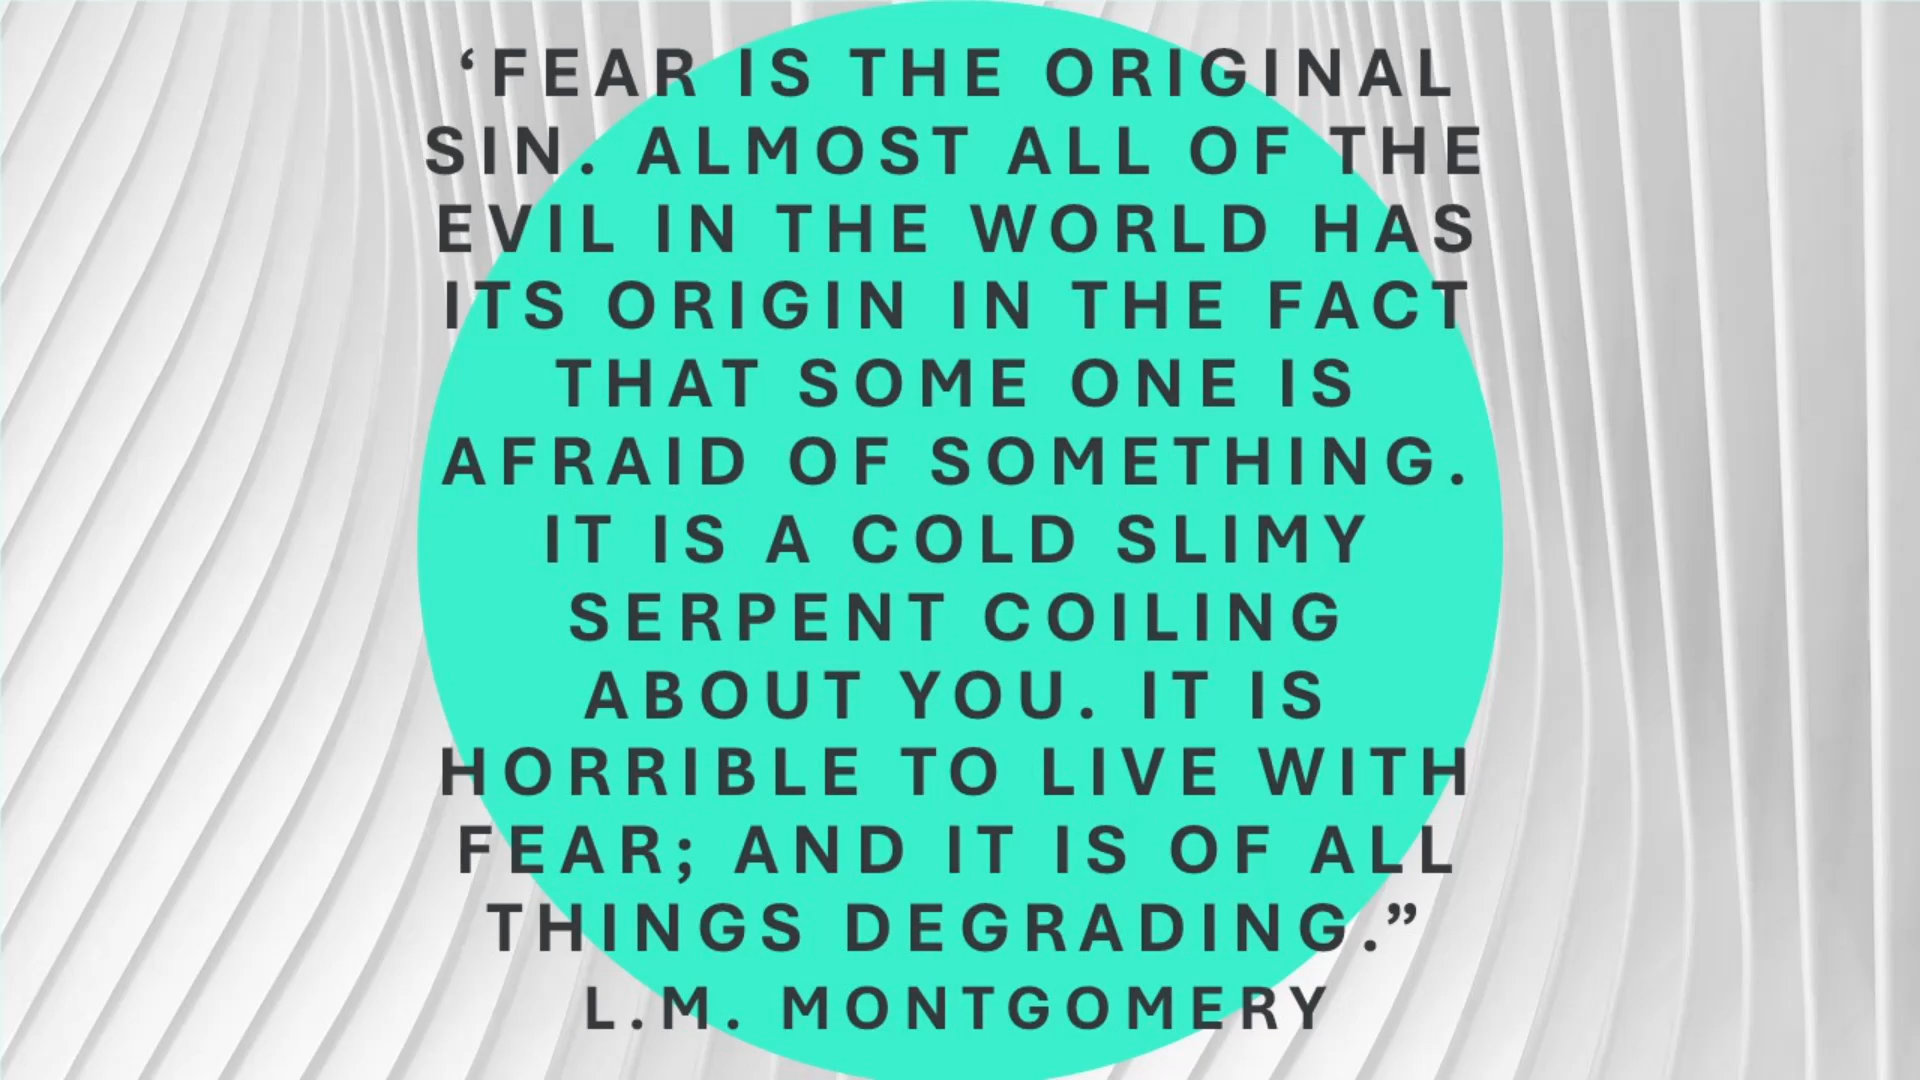 ‘FEAR IS THE ORIGINAL
SIN. ALMOST ALL OF THE
EVIL IN THE WORLD HAS
ITS ORIGIN IN THE FACT
THAT SOME ONE IS
AFRAID OF SOMETHING.
IT IS A COLD SLIMY
SERPENT COILING
ABOUT YOU. IT IS
HORRIBLE TO LIVE WITH
FEAR; AND IT IS OF ALL
THINGS DEGRADING.”
L.M. MONTGOMERY